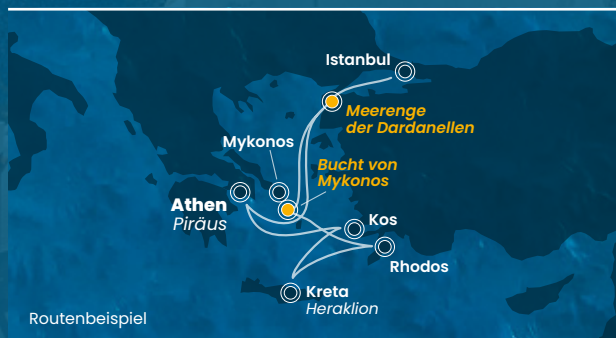 Istanbul
Meerenge
der Dardanellen
Mykonos
Bucht von
Mykonos
Athen
Piräus
Kos
Rhodos
Kreta
Heraklion
Routenbeispiel